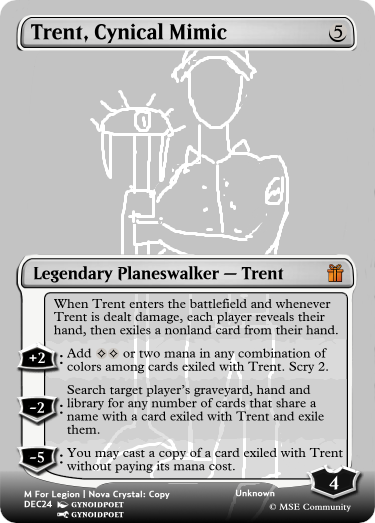 Trent, Cynical Mimic 5
Legendary Planeswalker — Trent
When Trent enters the battlefield and whenever
Trent is dealt damage, each player reveals their
hand, then exiles a nonland card from their hand.
+2: Add ◇◇ or two mana in any combination of
colors among cards exiled with Trent. Scry 2.
-2: Search target player's graveyard, hand and
library for any number of cards that share a
name with a card exiled with Trent and exile
them.
-5: You may cast a copy of a card exiled with Trent
without paying its mana cost.
4
M For Legion | Nova Crystal: Copy Unknown
DEC24 GYNOIDPOET © MSE Community
GYNOIDPOET